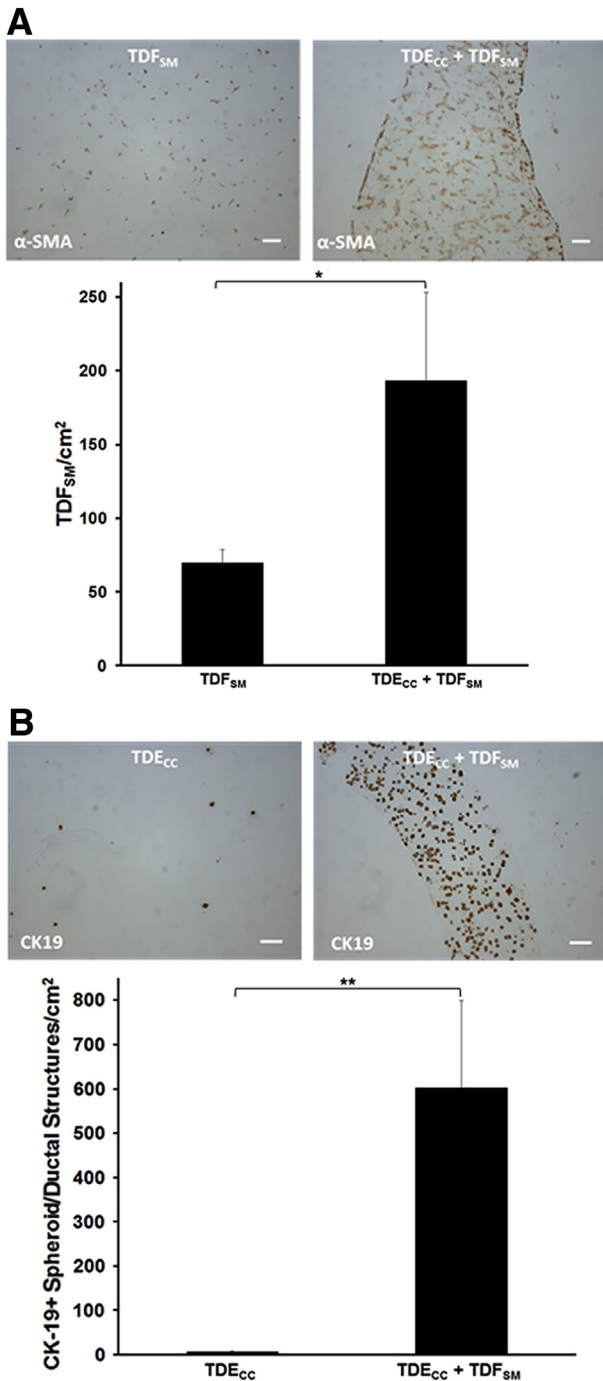 A
TDF_SM
TDE_CC + TDF_SM
α-SMA
α-SMA
*
250
200
150
100
50
0
TDF_SM/cm²
TDF_SM
TDE_CC + TDF_SM
B
TDE_CC
TDE_CC + TDF_SM
CK19
CK19
**
800
700
600
500
400
300
200
100
0
CK-19+ Spheroid/Ductal Structures/cm²
TDE_CC
TDE_CC + TDF_SM